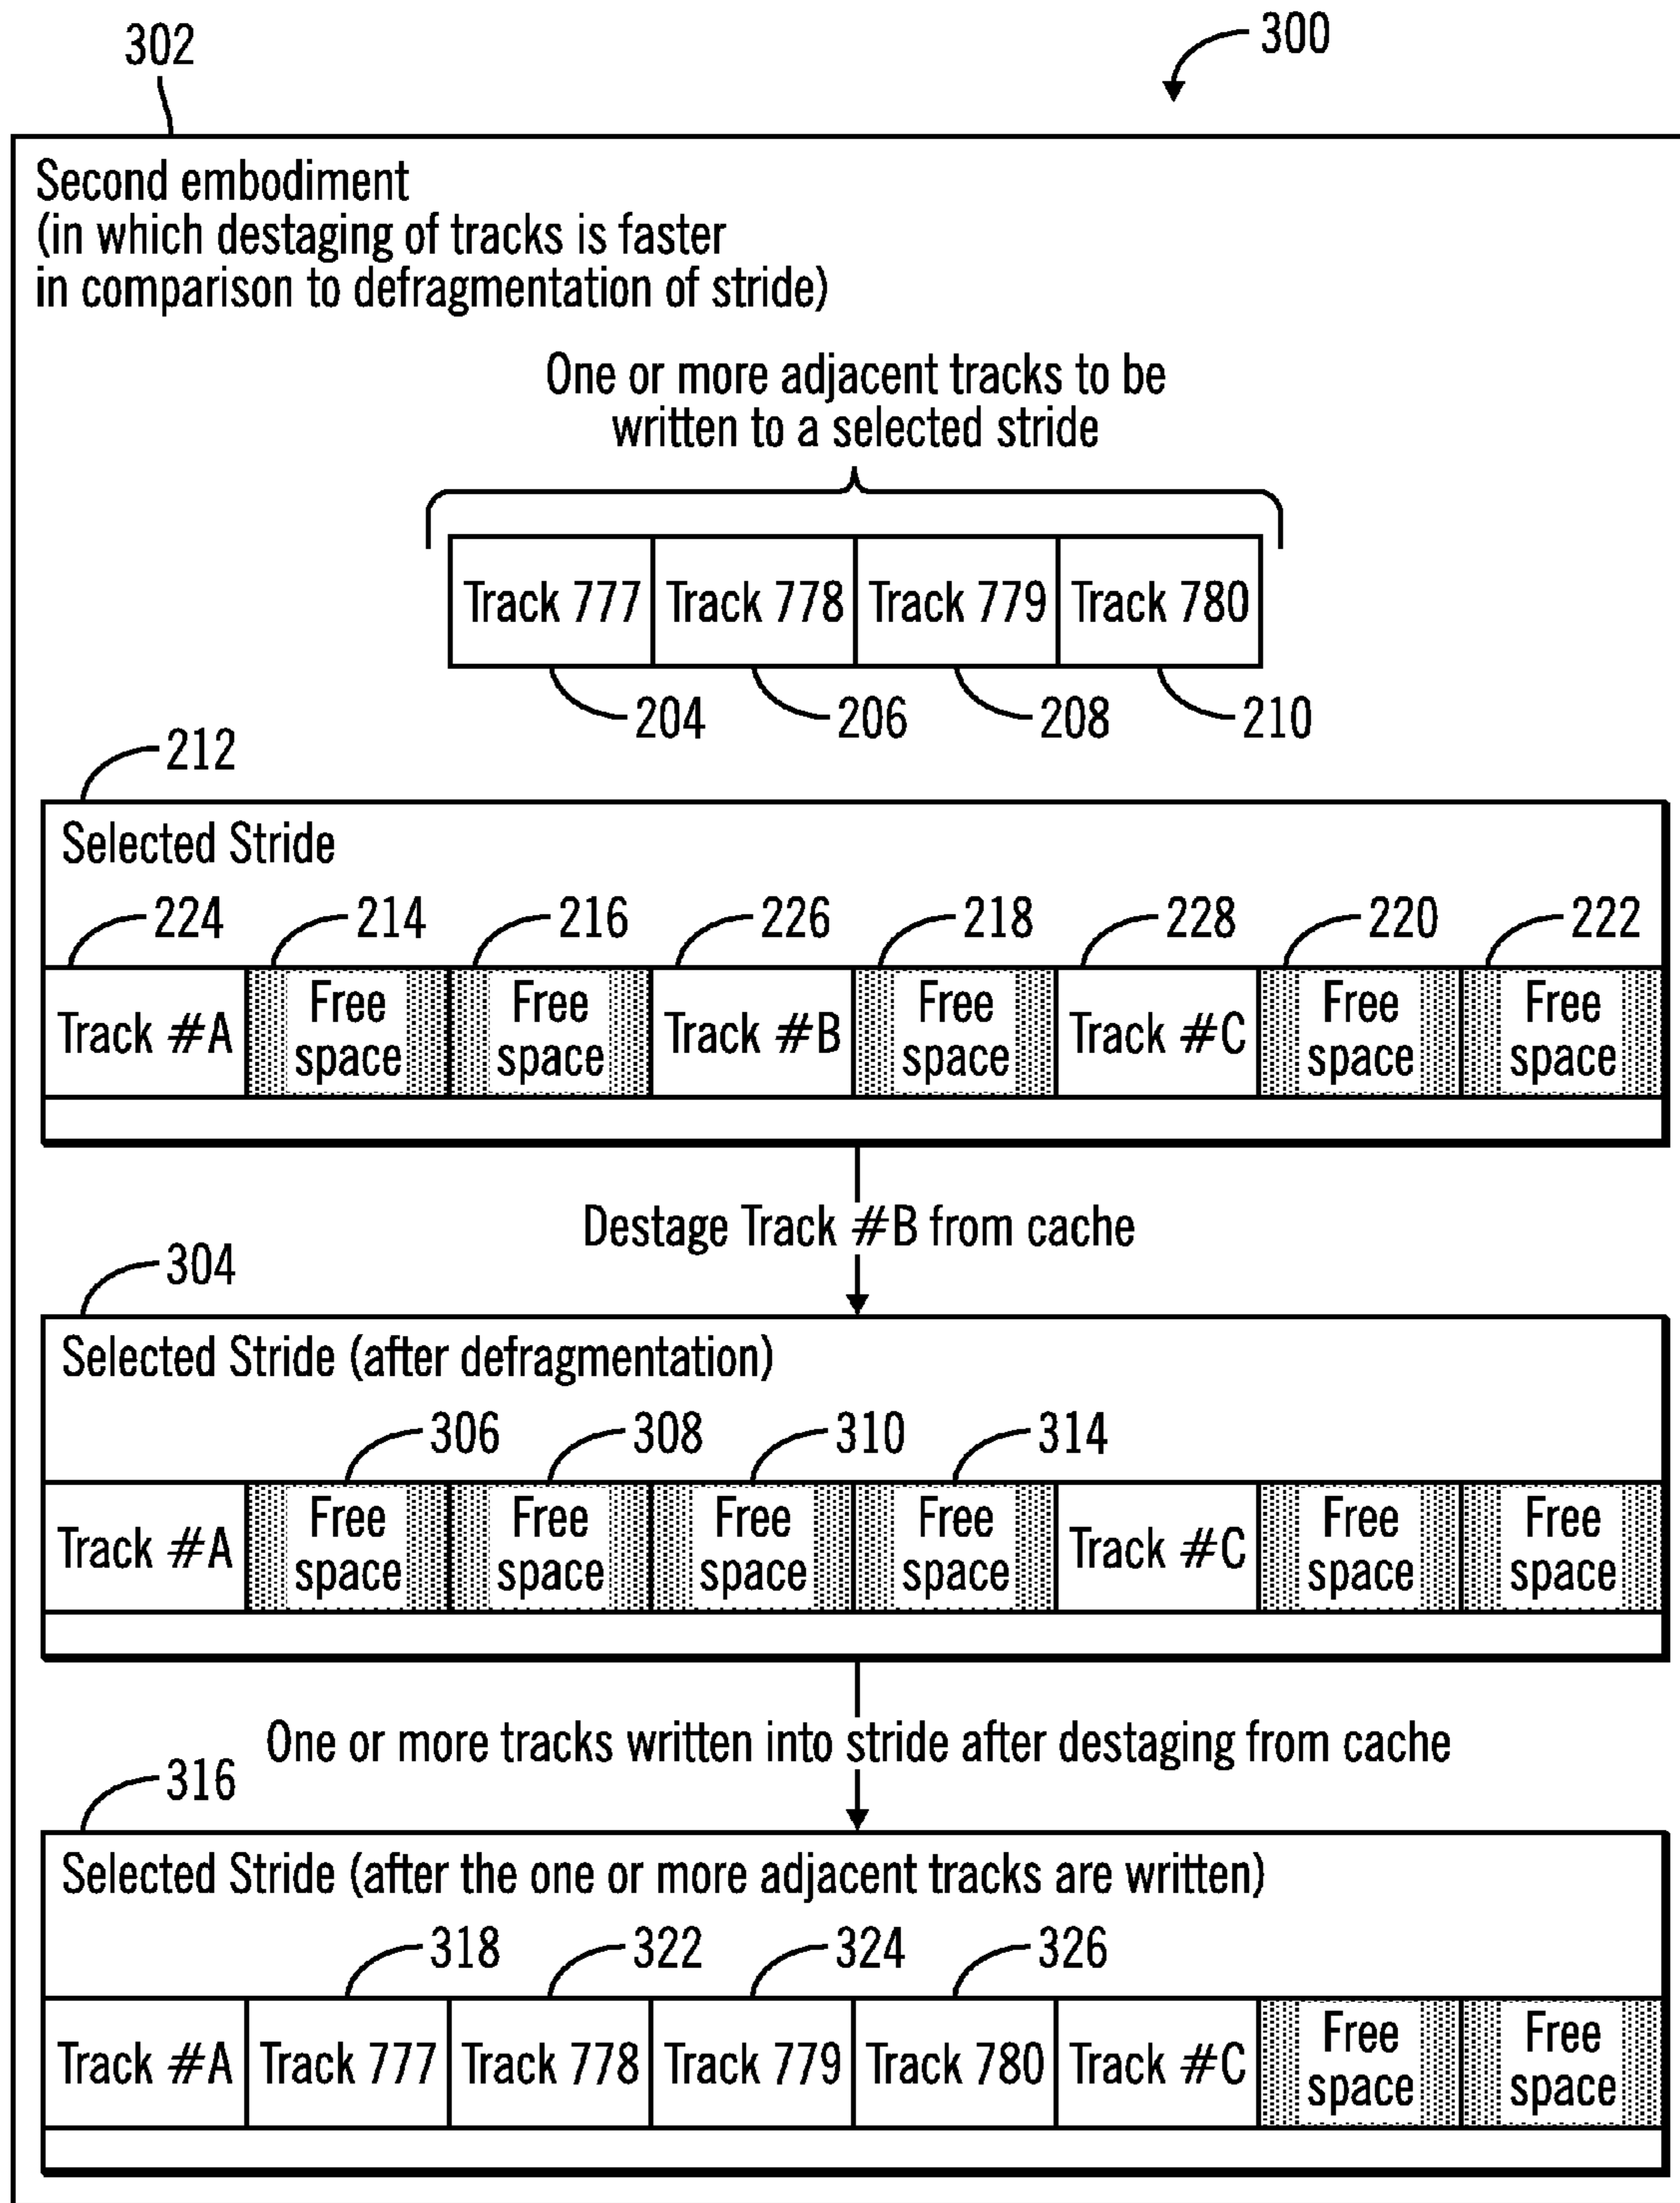 302
300
Second embodiment
(in which destaging of tracks is faster
in comparison to defragmentation of stride)
One or more adjacent tracks to be
written to a selected stride
Track 777 Track 778 Track 779 Track 780
204 206 208 210
212
Selected Stride
224 214 216 226 218 228 220 222
Track #A Free space Free space Track #B Free space Track #C Free space Free space
Destage Track #B from cache
304
Selected Stride (after defragmentation)
306 308 310 314
Track #A Free space Free space Free space Free space Track #C Free space Free space
One or more tracks written into stride after destaging from cache
316
Selected Stride (after the one or more adjacent tracks are written)
318 322 324 326
Track #A Track 777 Track 778 Track 779 Track 780 Track #C Free space Free space